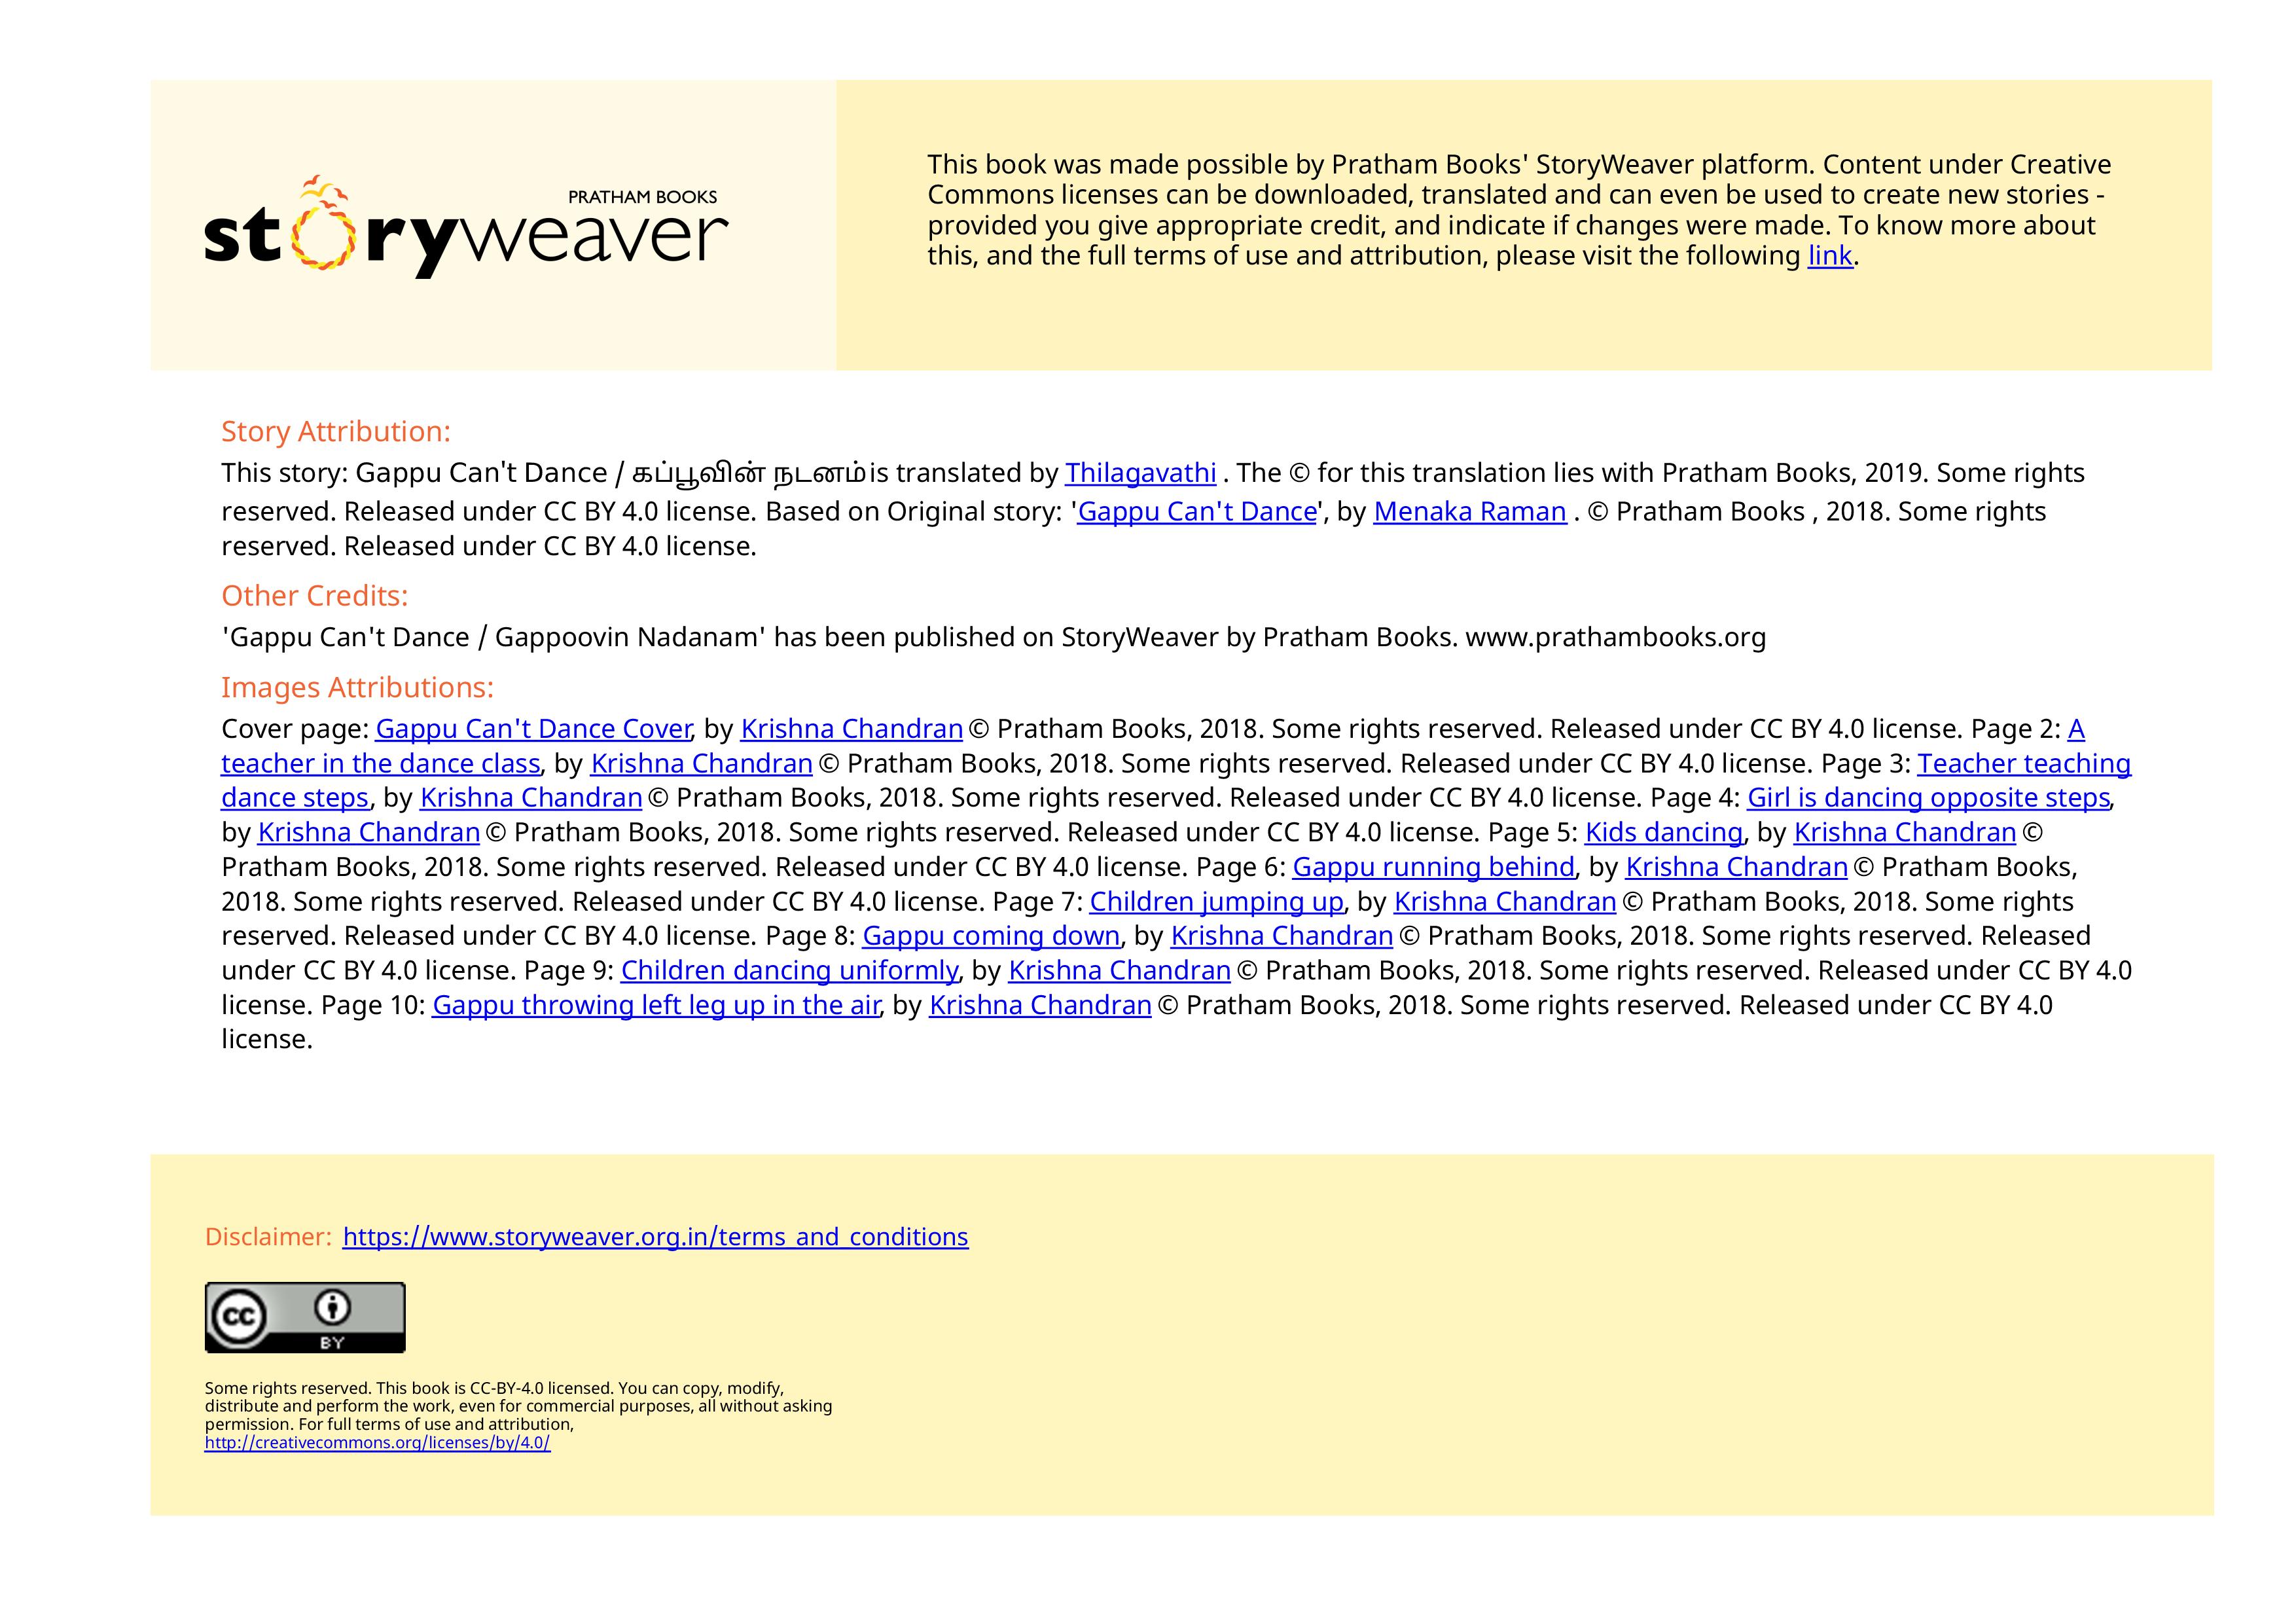 PRATHAM BOOKS
storyweaver
This book was made possible by Pratham Books' StoryWeaver platform. Content under Creative
Commons licenses can be downloaded, translated and can even be used to create new stories -
provided you give appropriate credit, and indicate if changes were made. To know more about
this, and the full terms of use and attribution, please visit the following link.
Story Attribution:
This story: Gappu Can't Dance / கப்பூவின் நடனம் is translated by Thilagavathi . The © for this translation lies with Pratham Books, 2019. Some rights
reserved. Released under CC BY 4.0 license. Based on Original story: 'Gappu Can't Dance', by Menaka Raman . © Pratham Books , 2018. Some rights
reserved. Released under CC BY 4.0 license.
Other Credits:
'Gappu Can't Dance / Gappoovin Nadanam' has been published on StoryWeaver by Pratham Books. www.prathambooks.org
Images Attributions:
Cover page: Gappu Can't Dance Cover, by Krishna Chandran © Pratham Books, 2018. Some rights reserved. Released under CC BY 4.0 license. Page 2: A
teacher in the dance class, by Krishna Chandran © Pratham Books, 2018. Some rights reserved. Released under CC BY 4.0 license. Page 3: Teacher teaching
dance steps, by Krishna Chandran © Pratham Books, 2018. Some rights reserved. Released under CC BY 4.0 license. Page 4: Girl is dancing opposite steps,
by Krishna Chandran © Pratham Books, 2018. Some rights reserved. Released under CC BY 4.0 license. Page 5: Kids dancing, by Krishna Chandran ©
Pratham Books, 2018. Some rights reserved. Released under CC BY 4.0 license. Page 6: Gappu running behind, by Krishna Chandran © Pratham Books,
2018. Some rights reserved. Released under CC BY 4.0 license. Page 7: Children jumping up, by Krishna Chandran © Pratham Books, 2018. Some rights
reserved. Released under CC BY 4.0 license. Page 8: Gappu coming down, by Krishna Chandran © Pratham Books, 2018. Some rights reserved. Released
under CC BY 4.0 license. Page 9: Children dancing uniformly, by Krishna Chandran © Pratham Books, 2018. Some rights reserved. Released under CC BY 4.0
license. Page 10: Gappu throwing left leg up in the air, by Krishna Chandran © Pratham Books, 2018. Some rights reserved. Released under CC BY 4.0
license.
Disclaimer: https://www.storyweaver.org.in/terms_and_conditions
cc
BY
Some rights reserved. This book is CC-BY-4.0 licensed. You can copy, modify,
distribute and perform the work, even for commercial purposes, all without asking
permission. For full terms of use and attribution,
http://creativecommons.org/licenses/by/4.0/